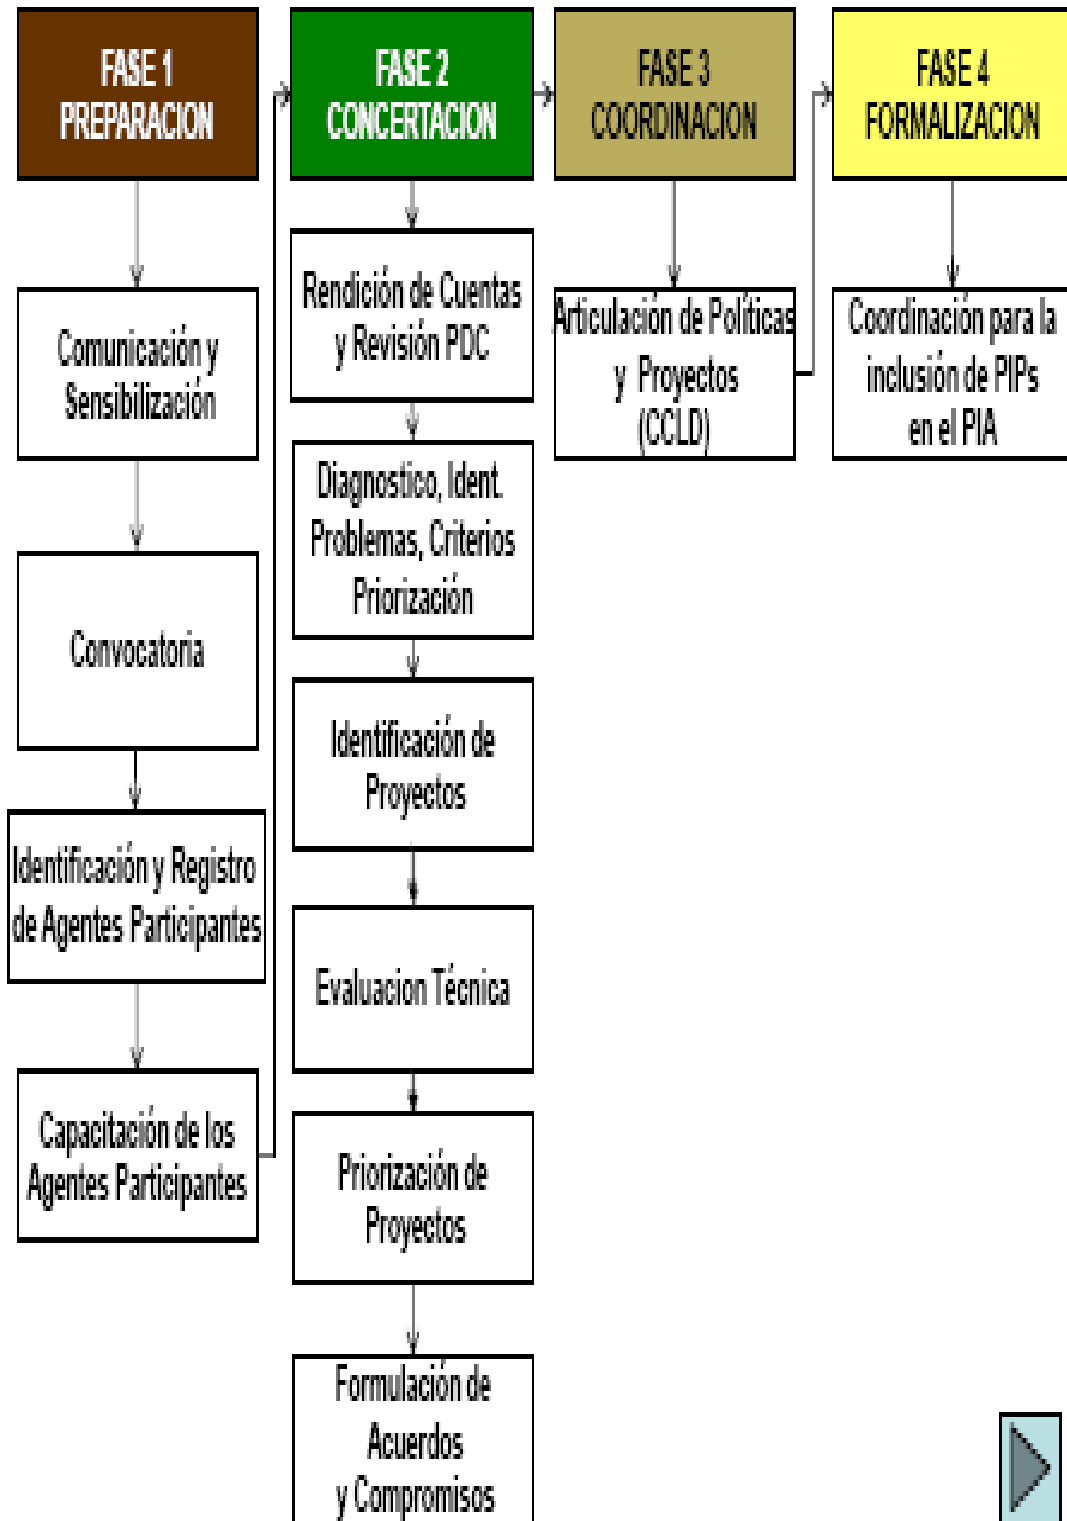 FASE 1
PREPARACION
Comunicación y
Sensibilización
Convocatoria
Identificación y Registro
de Agentes Participantes
Capacitación de los
Agentes Participantes
FASE 2
CONCERTACION
Rendición de Cuentas
y Revisión PDC
Diagnostico, Ident.
Problemas, Criterios
Priorización
Identificación de
Proyectos
Evaluacion Técnica
Priorización de
Proyectos
Formulación de
Acuerdos
y Compromisos
FASE 3
COORDINACION
Articulación de Políticas
y Proyectos
(CCLD)
FASE 4
FORMALIZACION
Coordinación para la
inclusión de PIPs
en el PIA